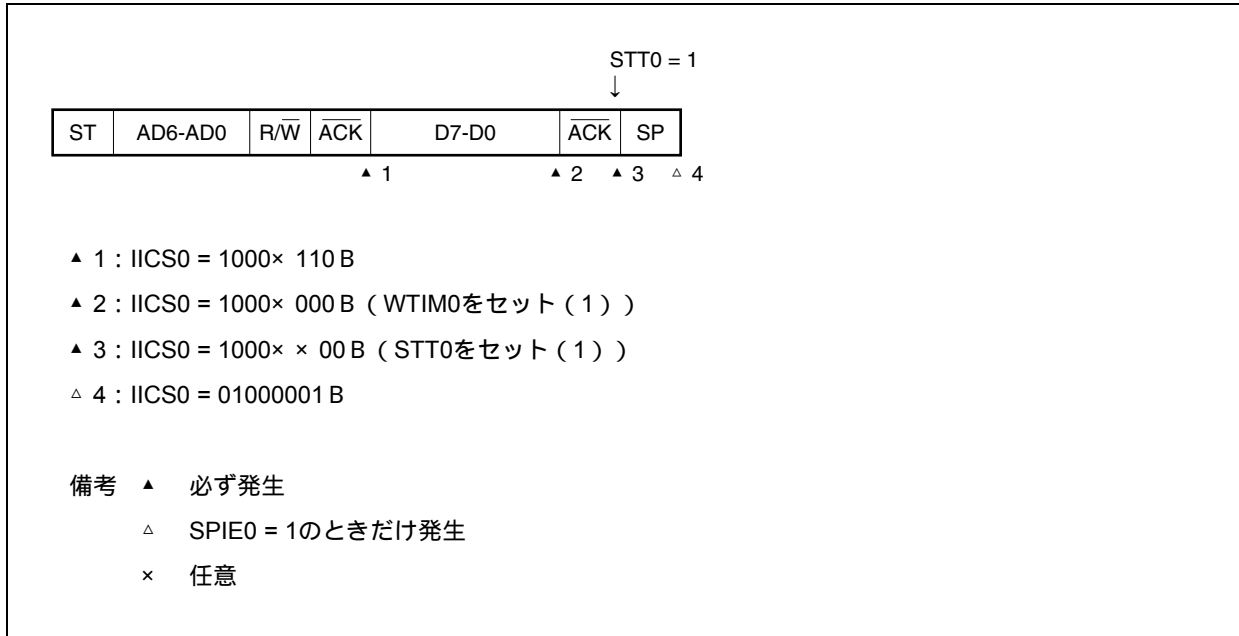 STT0 = 1
↓
ST AD6-AD0 R/W̅ A̅C̅K̅ D7-D0 A̅C̅K̅ SP
▲ 1 ▲ 2 ▲ 3 △ 4
▲ 1：IICS0 = 1000× 110 B
▲ 2：IICS0 = 1000× 000 B（WTIM0をセット（1））
▲ 3：IICS0 = 1000× × 00 B（STT0をセット（1））
△ 4：IICS0 = 01000001 B
備考 ▲ 必ず発生
△ SPIE0 = 1のときだけ発生
× 任意